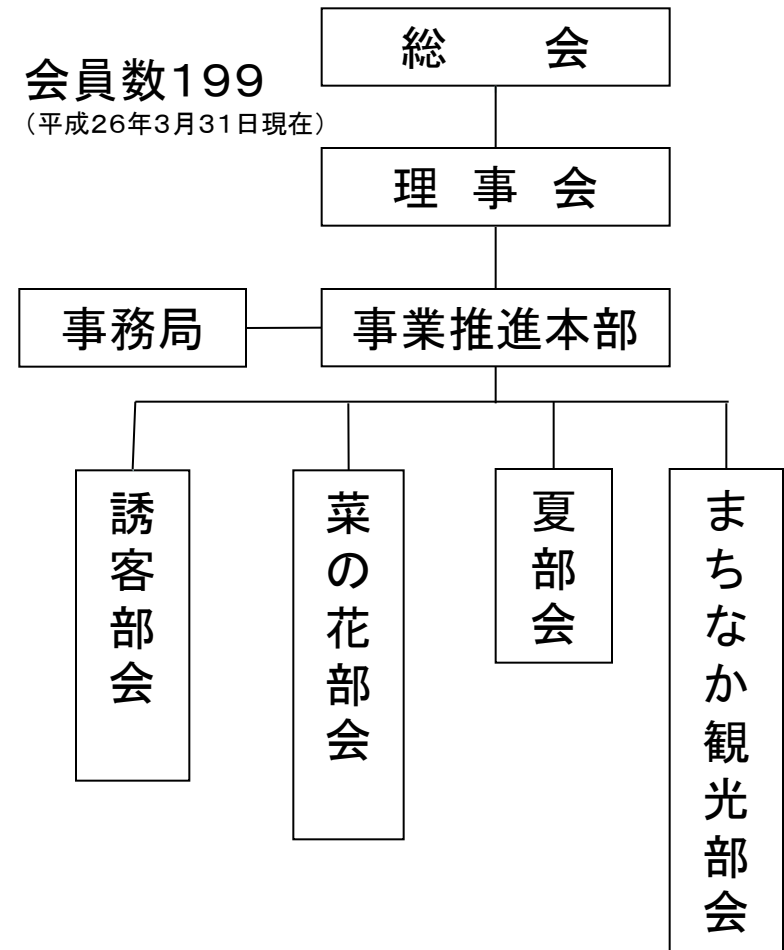 総　会
会員数199
（平成26年3月31日現在）
理事会
事務局
事業推進本部
誘客部会
菜の花部会
夏部会
まちなか観光部会